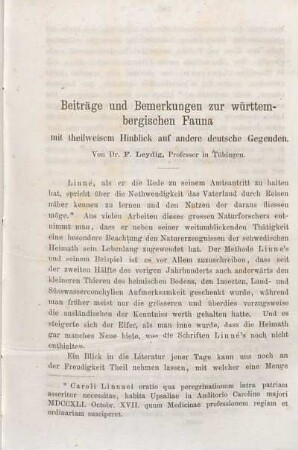 Beiträge und Bemerkungen zur württem-
bergischen Fauna
mit theilweisem Hinblick auf andere deutsche Gegenden.
Von Dr. F. Leydig, Professor in Tübingen.
Linné, als er die Rede zu seinem Amtsantritt zu halten
hat, spricht über die Nothwendigkeit das Vaterland durch Reisen
näher kennen zu lernen und den Nutzen der daraus diessen
möge.* Aus vielen Arbeiten dieses grossen Naturforschers ent-
nimmt man, dass er neben seiner weitumblickenden Thätigkeit
eine besondere Beachtung den Naturerzeugnissen der schwedischen
Heimath sein Lebenlang zugewendet hat. Der Methode Linné's
und seinem Beispiel ist es vor Allem zuzuschreiben, dass seit
der zweiten Hälfte des vorigen Jahrhunderts auch anderwärts den
kleineren Thieren des heimischen Bodens, den Insecten, Land- und
Süsswasserconchylien Aufmerksamkeit geschenkt wurde, während
man früher meist nur die grösseren und überdies vorzugsweise
die ausländischen der Kenntniss werth gehalten hatte. Und es
steigerte sich der Eifer, als man inne wurde, dass die Heimath
gar manches Neue biete, was die Schriften Linné's noch nicht
enthielten.
Ein Blick in die Literatur jener Tage kann uns noch an
der Freudigkeit Theil nehmen lassen, mit welcher eine Menge
* Caroli Linnaei oratio qua peregrinationum intra patriam
asseritur necessitas, habita Upsaliae in Auditorio Carolino majori
MDCCXLI. Octobr. XVII. quum Medicinae professionem regiam et
ordinariam susciperet.